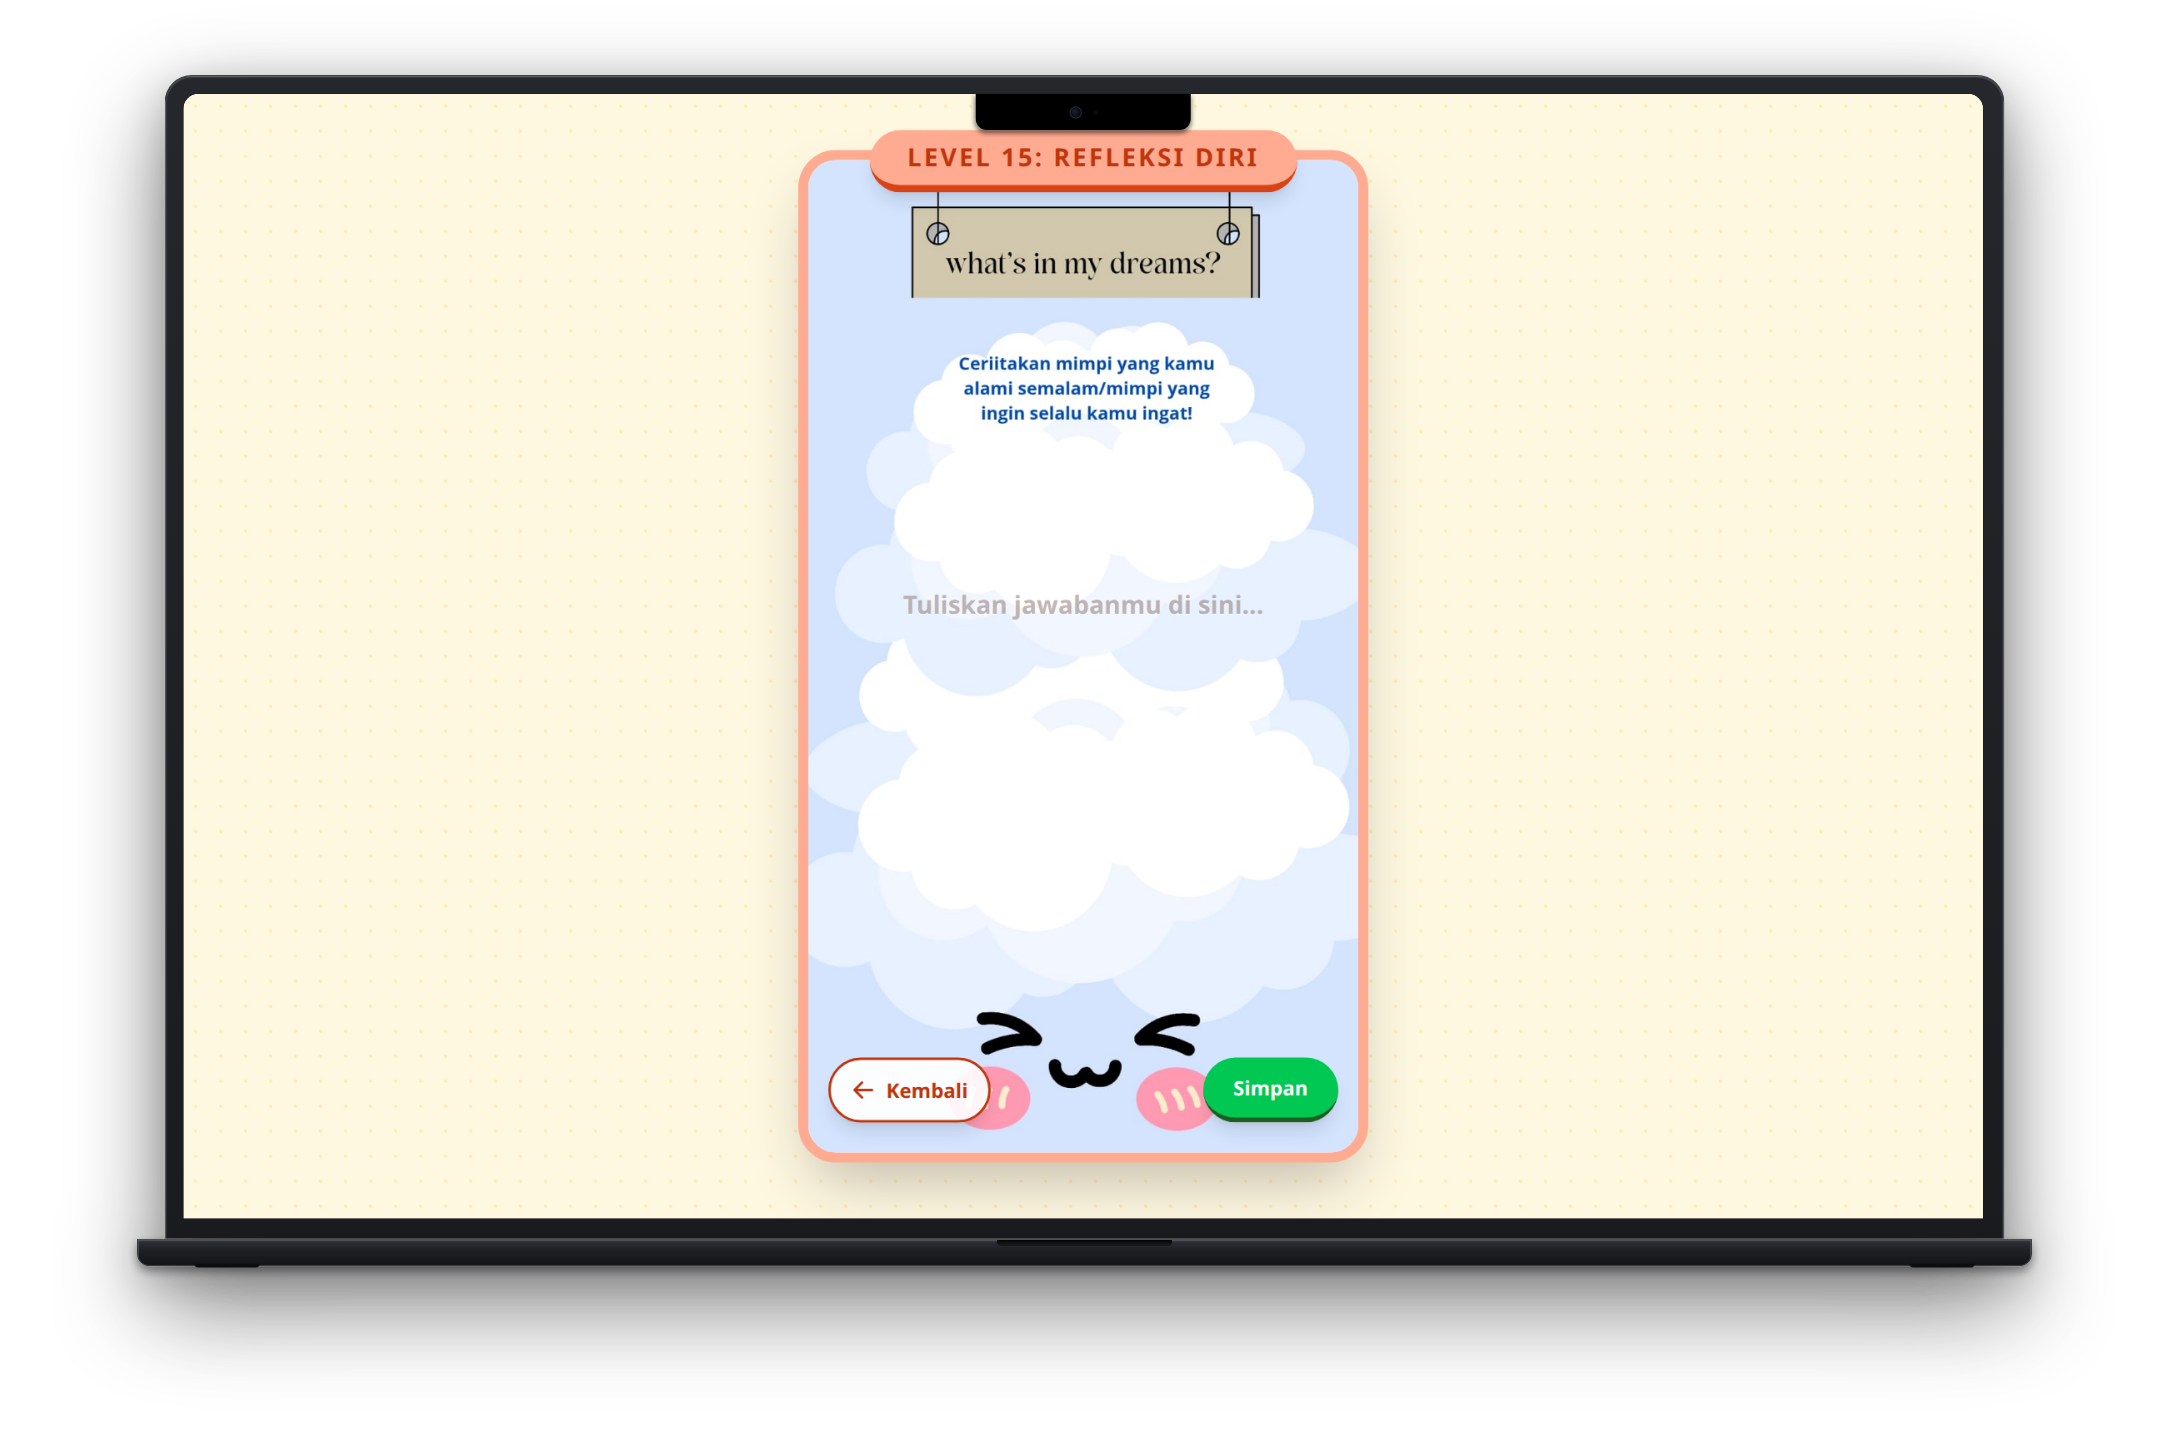 LEVEL 15: REFLEKSI DIRI
what's in my dreams?
Ceriitakan mimpi yang kamu
alami semalam/mimpi yang
ingin selalu kamu ingat!
Tuliskan jawabanmu di sini...
← Kembali
Simpan